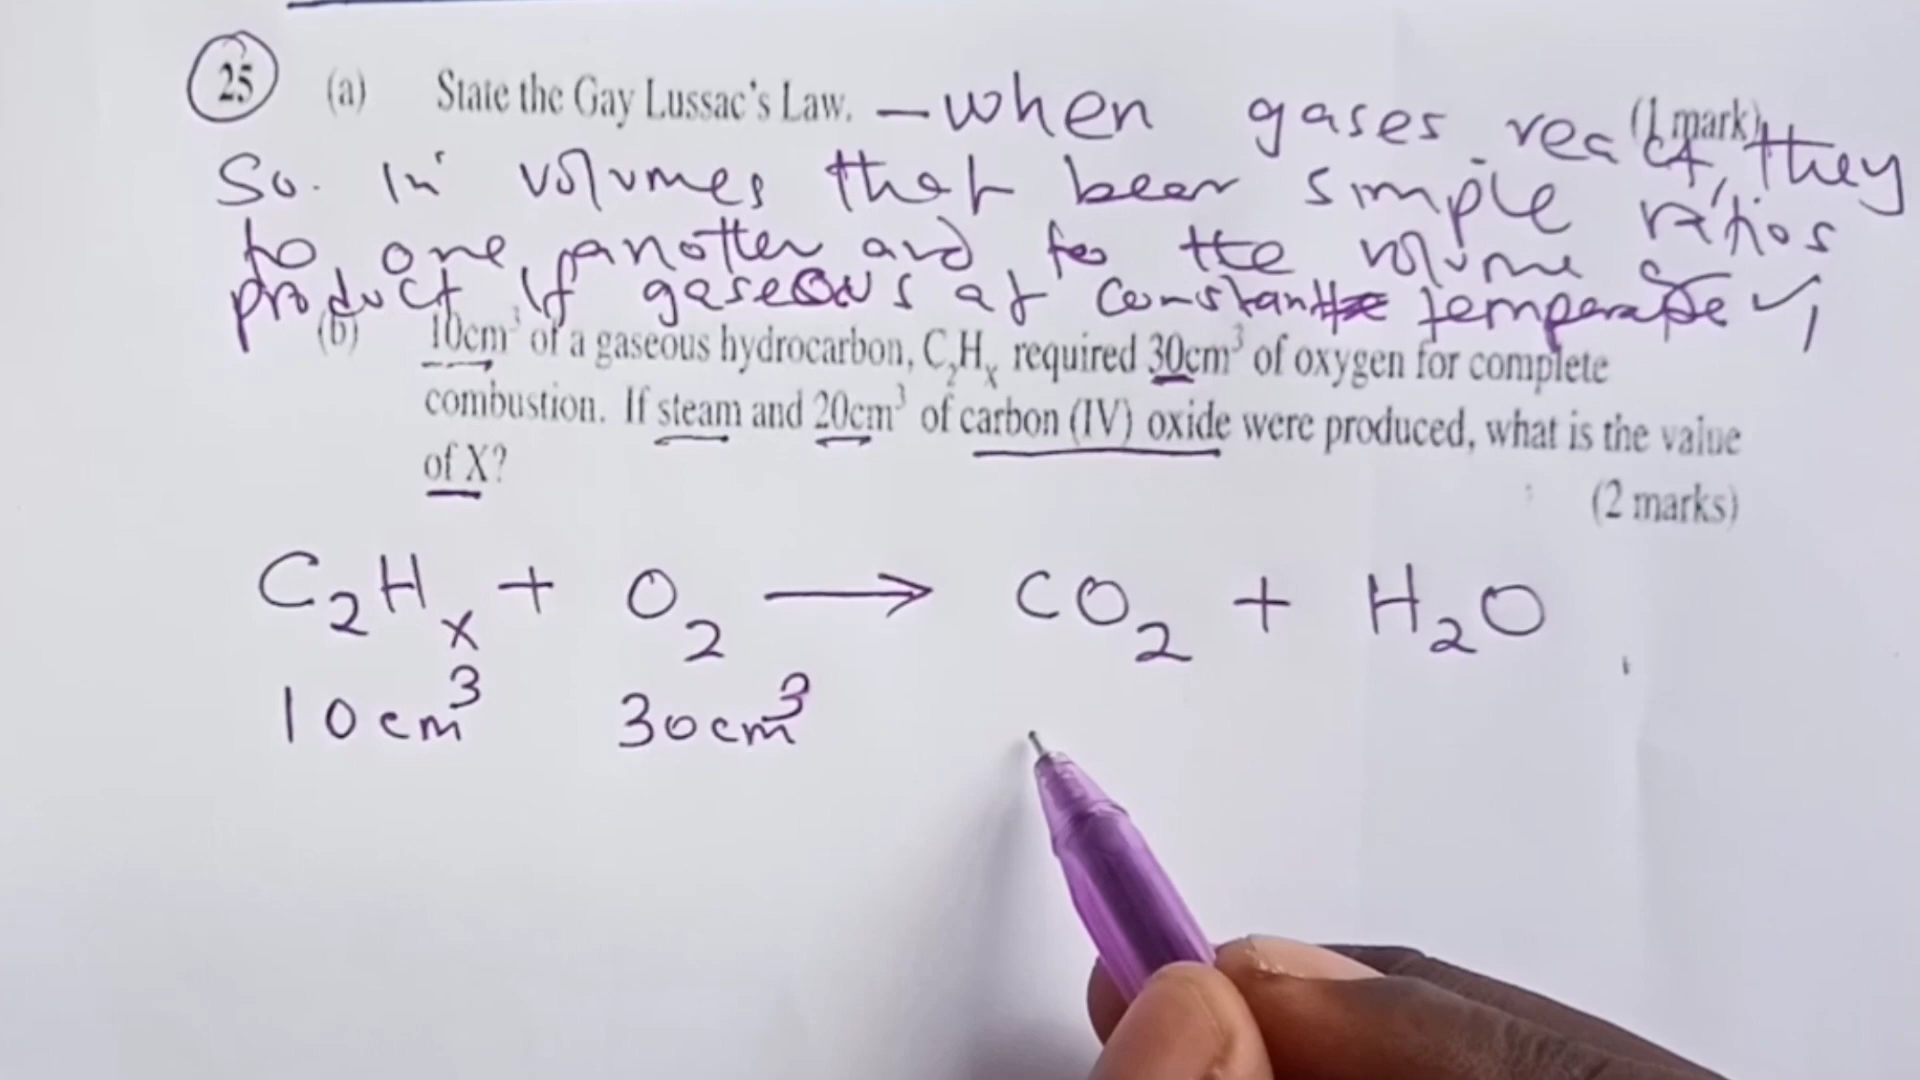 25 (a) State the Gay Lussac's Law. – when gases react, they (1 mark)
so in volumes that bear simple ratios
to one another and to the volume of
product if gaseous at constant temperature ✓1
(b) 10cm³ of a gaseous hydrocarbon, C₂Hₓ required 30cm³ of oxygen for complete
combustion. If steam and 20cm³ of carbon (IV) oxide were produced, what is the value
of X?
(2 marks)
C₂Hₓ + O₂ → CO₂ + H₂O
10cm³ 30cm³